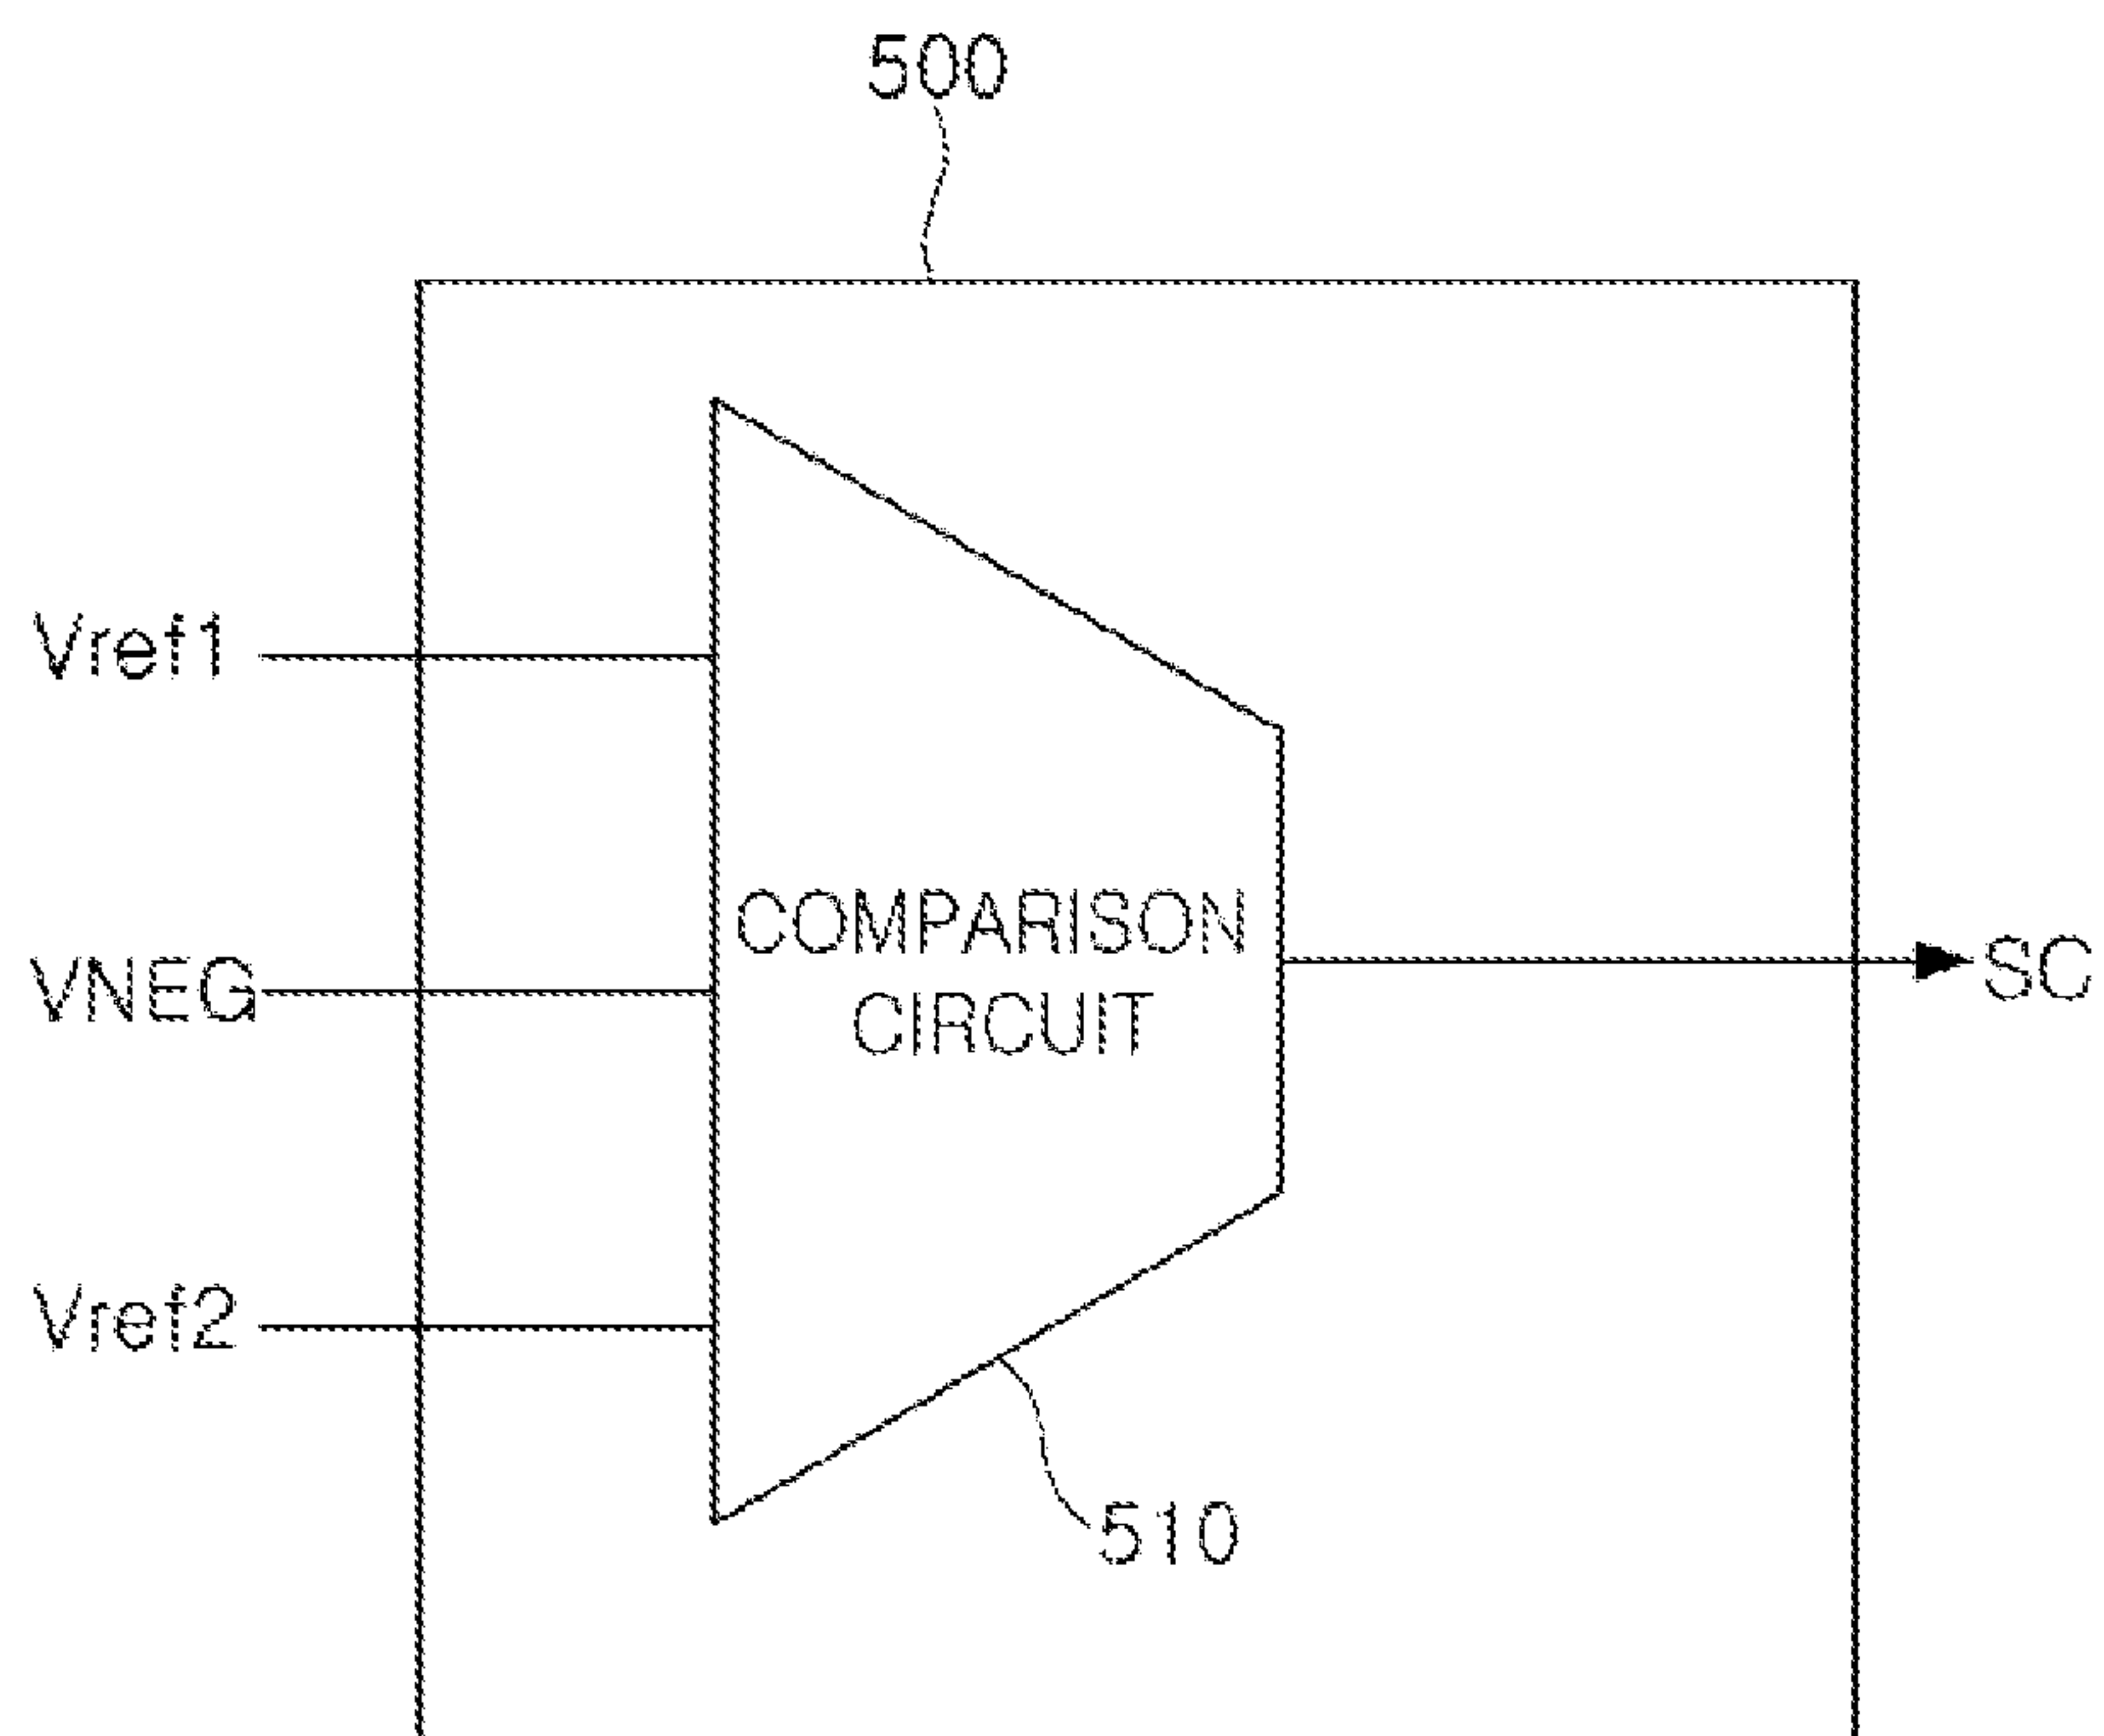 500
Vref1
VNEG
Vref2
COMPARISON
CIRCUIT
SC
510